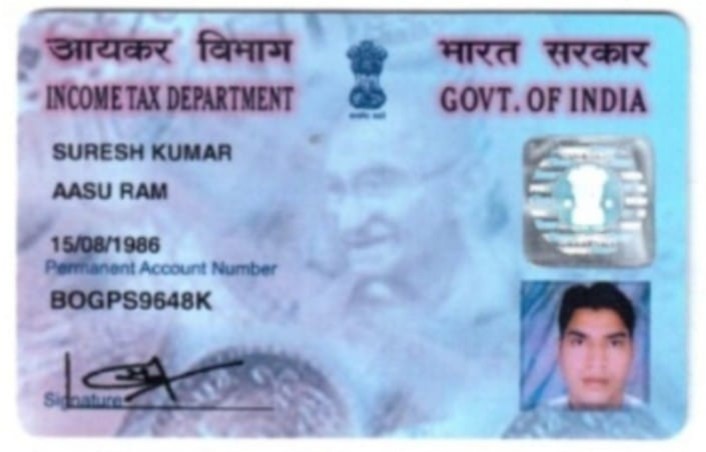 आयकर विभाग
भारत सरकार
INCOME TAX DEPARTMENT
GOVT. OF INDIA
SURESH KUMAR
AASU RAM
15/08/1986
Permanent Account Number
BOGPS9648K
Signature